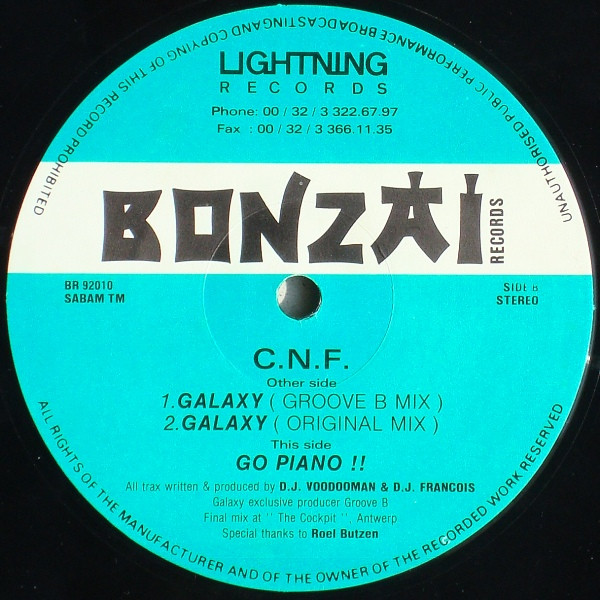 UNAUTHORISED PUBLIC PERFORMANCE BROADCASTING AND COPYING OF THIS RECORD PROHIBITED
LIGHTNING
RECORDS
Phone: 00 / 32 / 3 322.67.97
Fax : 00 / 32 / 3 366.11.35
BONZAI
RECORDS
BR 92010
SABAM TM
SIDE B
STEREO
C.N.F.
Other side
1.GALAXY ( GROOVE B MIX )
2.GALAXY ( ORIGINAL MIX )
This side
GO PIANO !!
All trax written & produced by D.J. VOODOOMAN & D.J. FRANCOIS
Galaxy exclusive producer Groove B
Final mix at '' The Cockpit '', Antwerp
Special thanks to Roel Butzen
ALL RIGHTS OF THE MANUFACTURER AND OF THE OWNER OF THE RECORDED WORK RESERVED